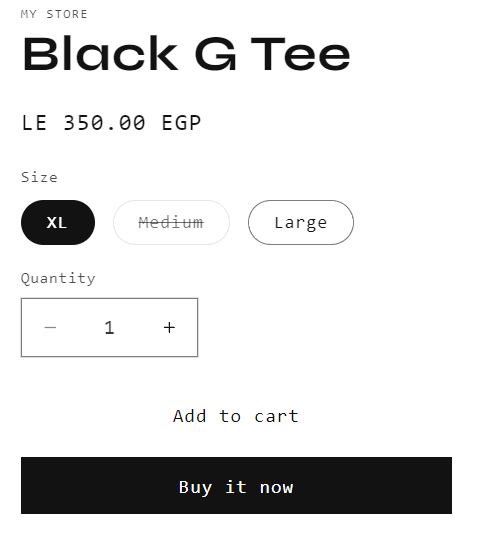 MY STORE
Black G Tee
LE 350.00 EGP
Size
XL Medium Large
Quantity
− 1 +
Add to cart
Buy it now